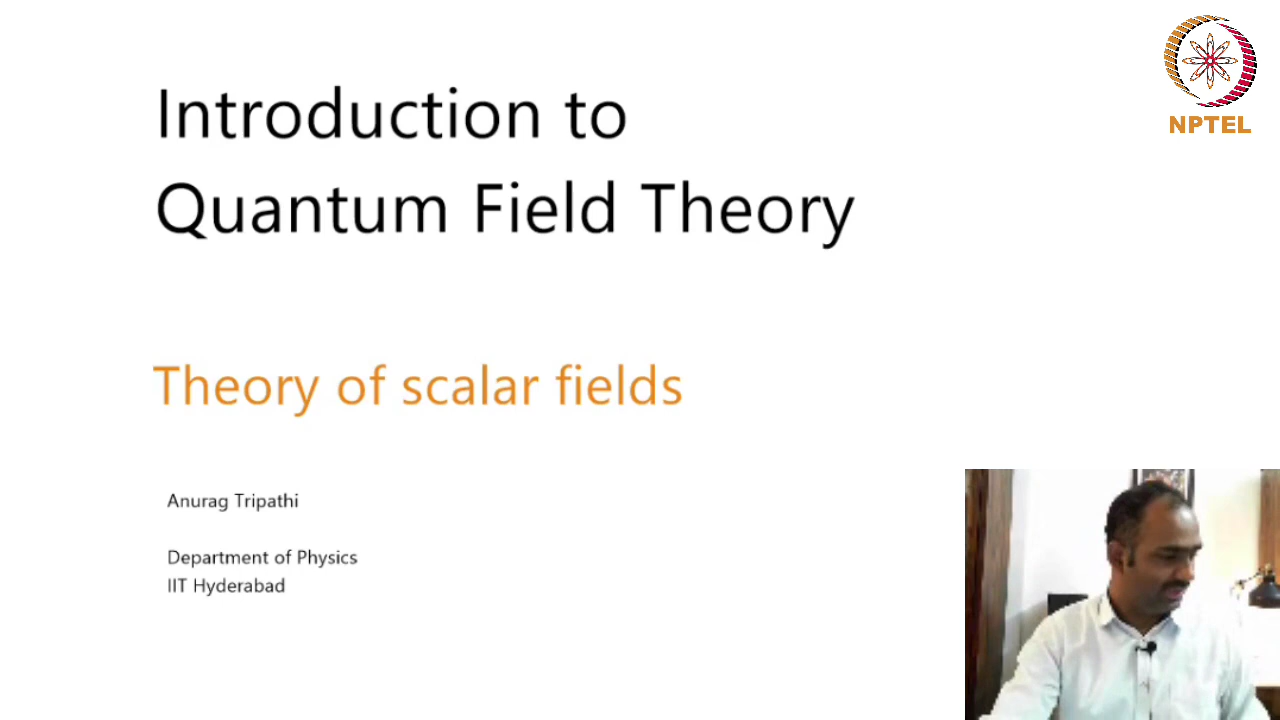 Introduction to
Quantum Field Theory
NPTEL
Theory of scalar fields
Anurag Tripathi
Department of Physics
IIT Hyderabad